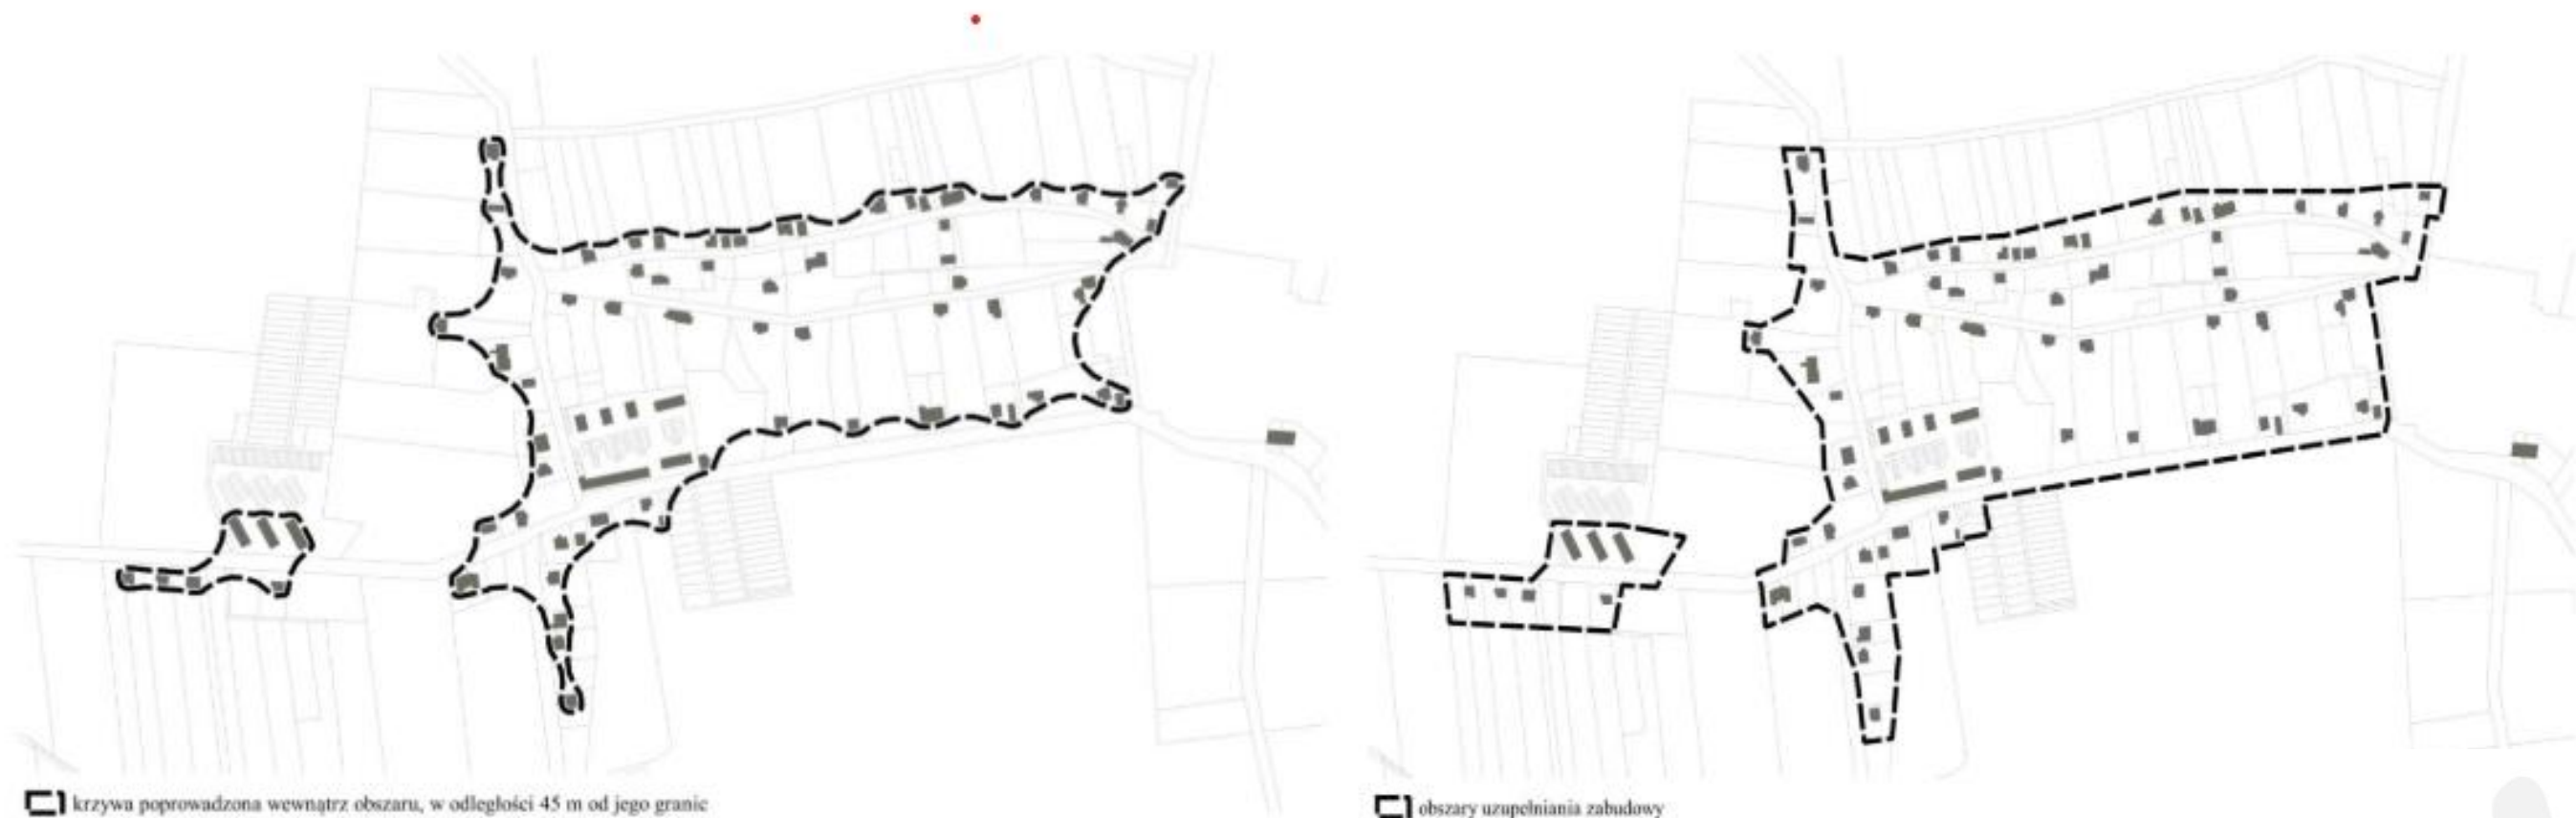 krzywa poprowadzona wewnątrz obszaru, w odległości 45 m od jego granic
obszary uzupełniania zabudowy